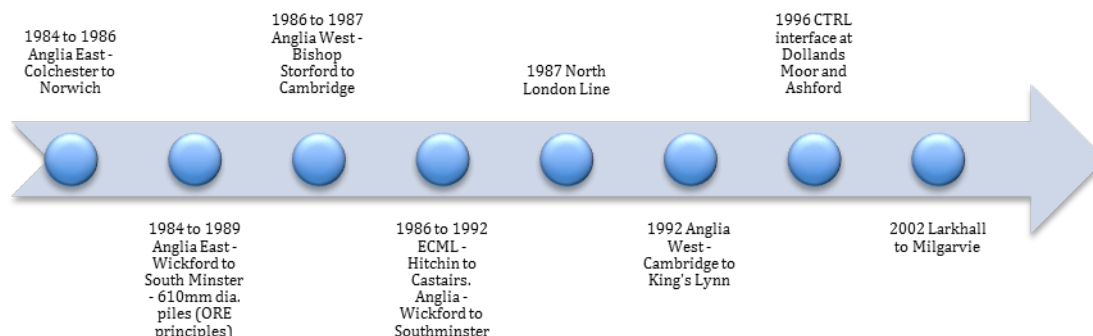 1984 to 1986
Anglia East -
Colchester to
Norwich
1984 to 1989
Anglia East -
Wickford to
South Minster
- 610mm dia.
piles (ORE
principles)
1986 to 1987
Anglia West -
Bishop
Storford to
Cambridge
1986 to 1992
ECML -
Hitchin to
Castairs.
Anglia -
Wickford to
Southminster
1987 North
London Line
1992 Anglia
West -
Cambridge to
King's Lynn
1996 CTRL
interface at
Dollands
Moor and
Ashford
2002 Larkhall
to Milgarvie